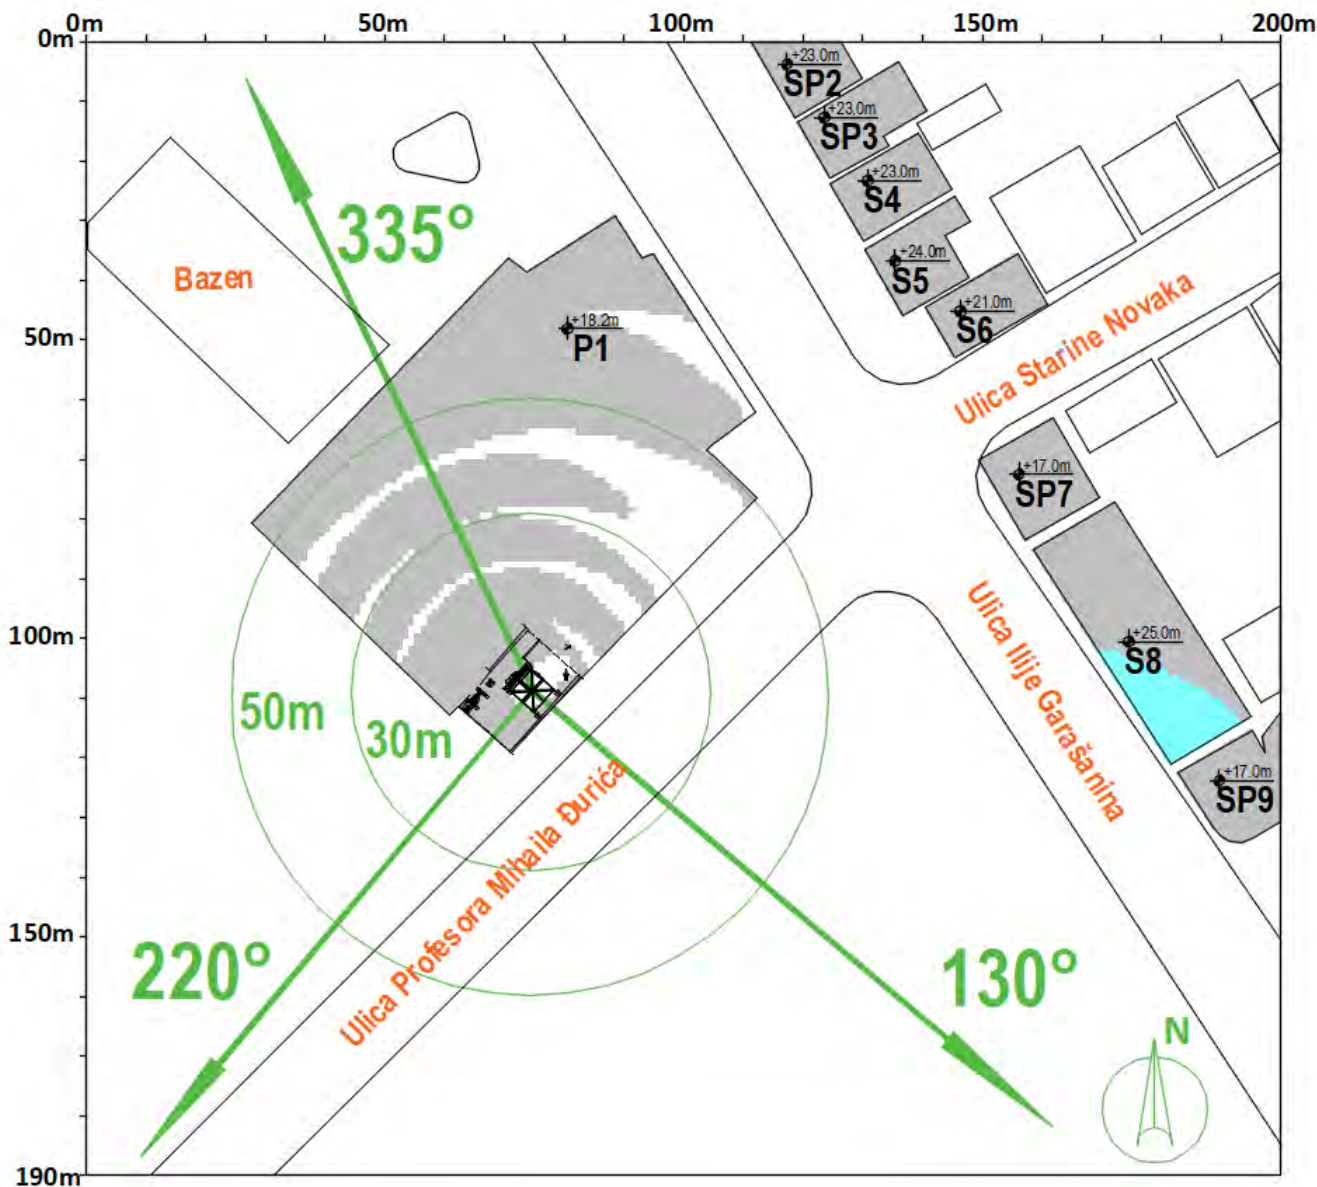 0m
50m
100m
150m
200m
0m
+23.0m
SP2
+23.0m
SP3
+23.0m
S4
335°
+24.0m
S5
Bazen
+21.0m
S6
Ulica Starine Novaka
+18.2m
P1
50m
+17.0m
SP7
100m
+25.0m
S8
Ulica Ilije Garašanina
50m
30m
+17.0m
SP9
Ulica Profesora Mihaila Đurića
150m
220°
130°
N
190m